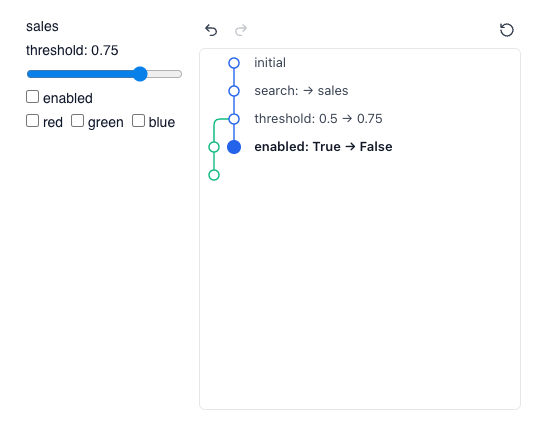 sales
threshold: 0.75
enabled
red green blue
initial
search: → sales
threshold: 0.5 → 0.75
enabled: True → False